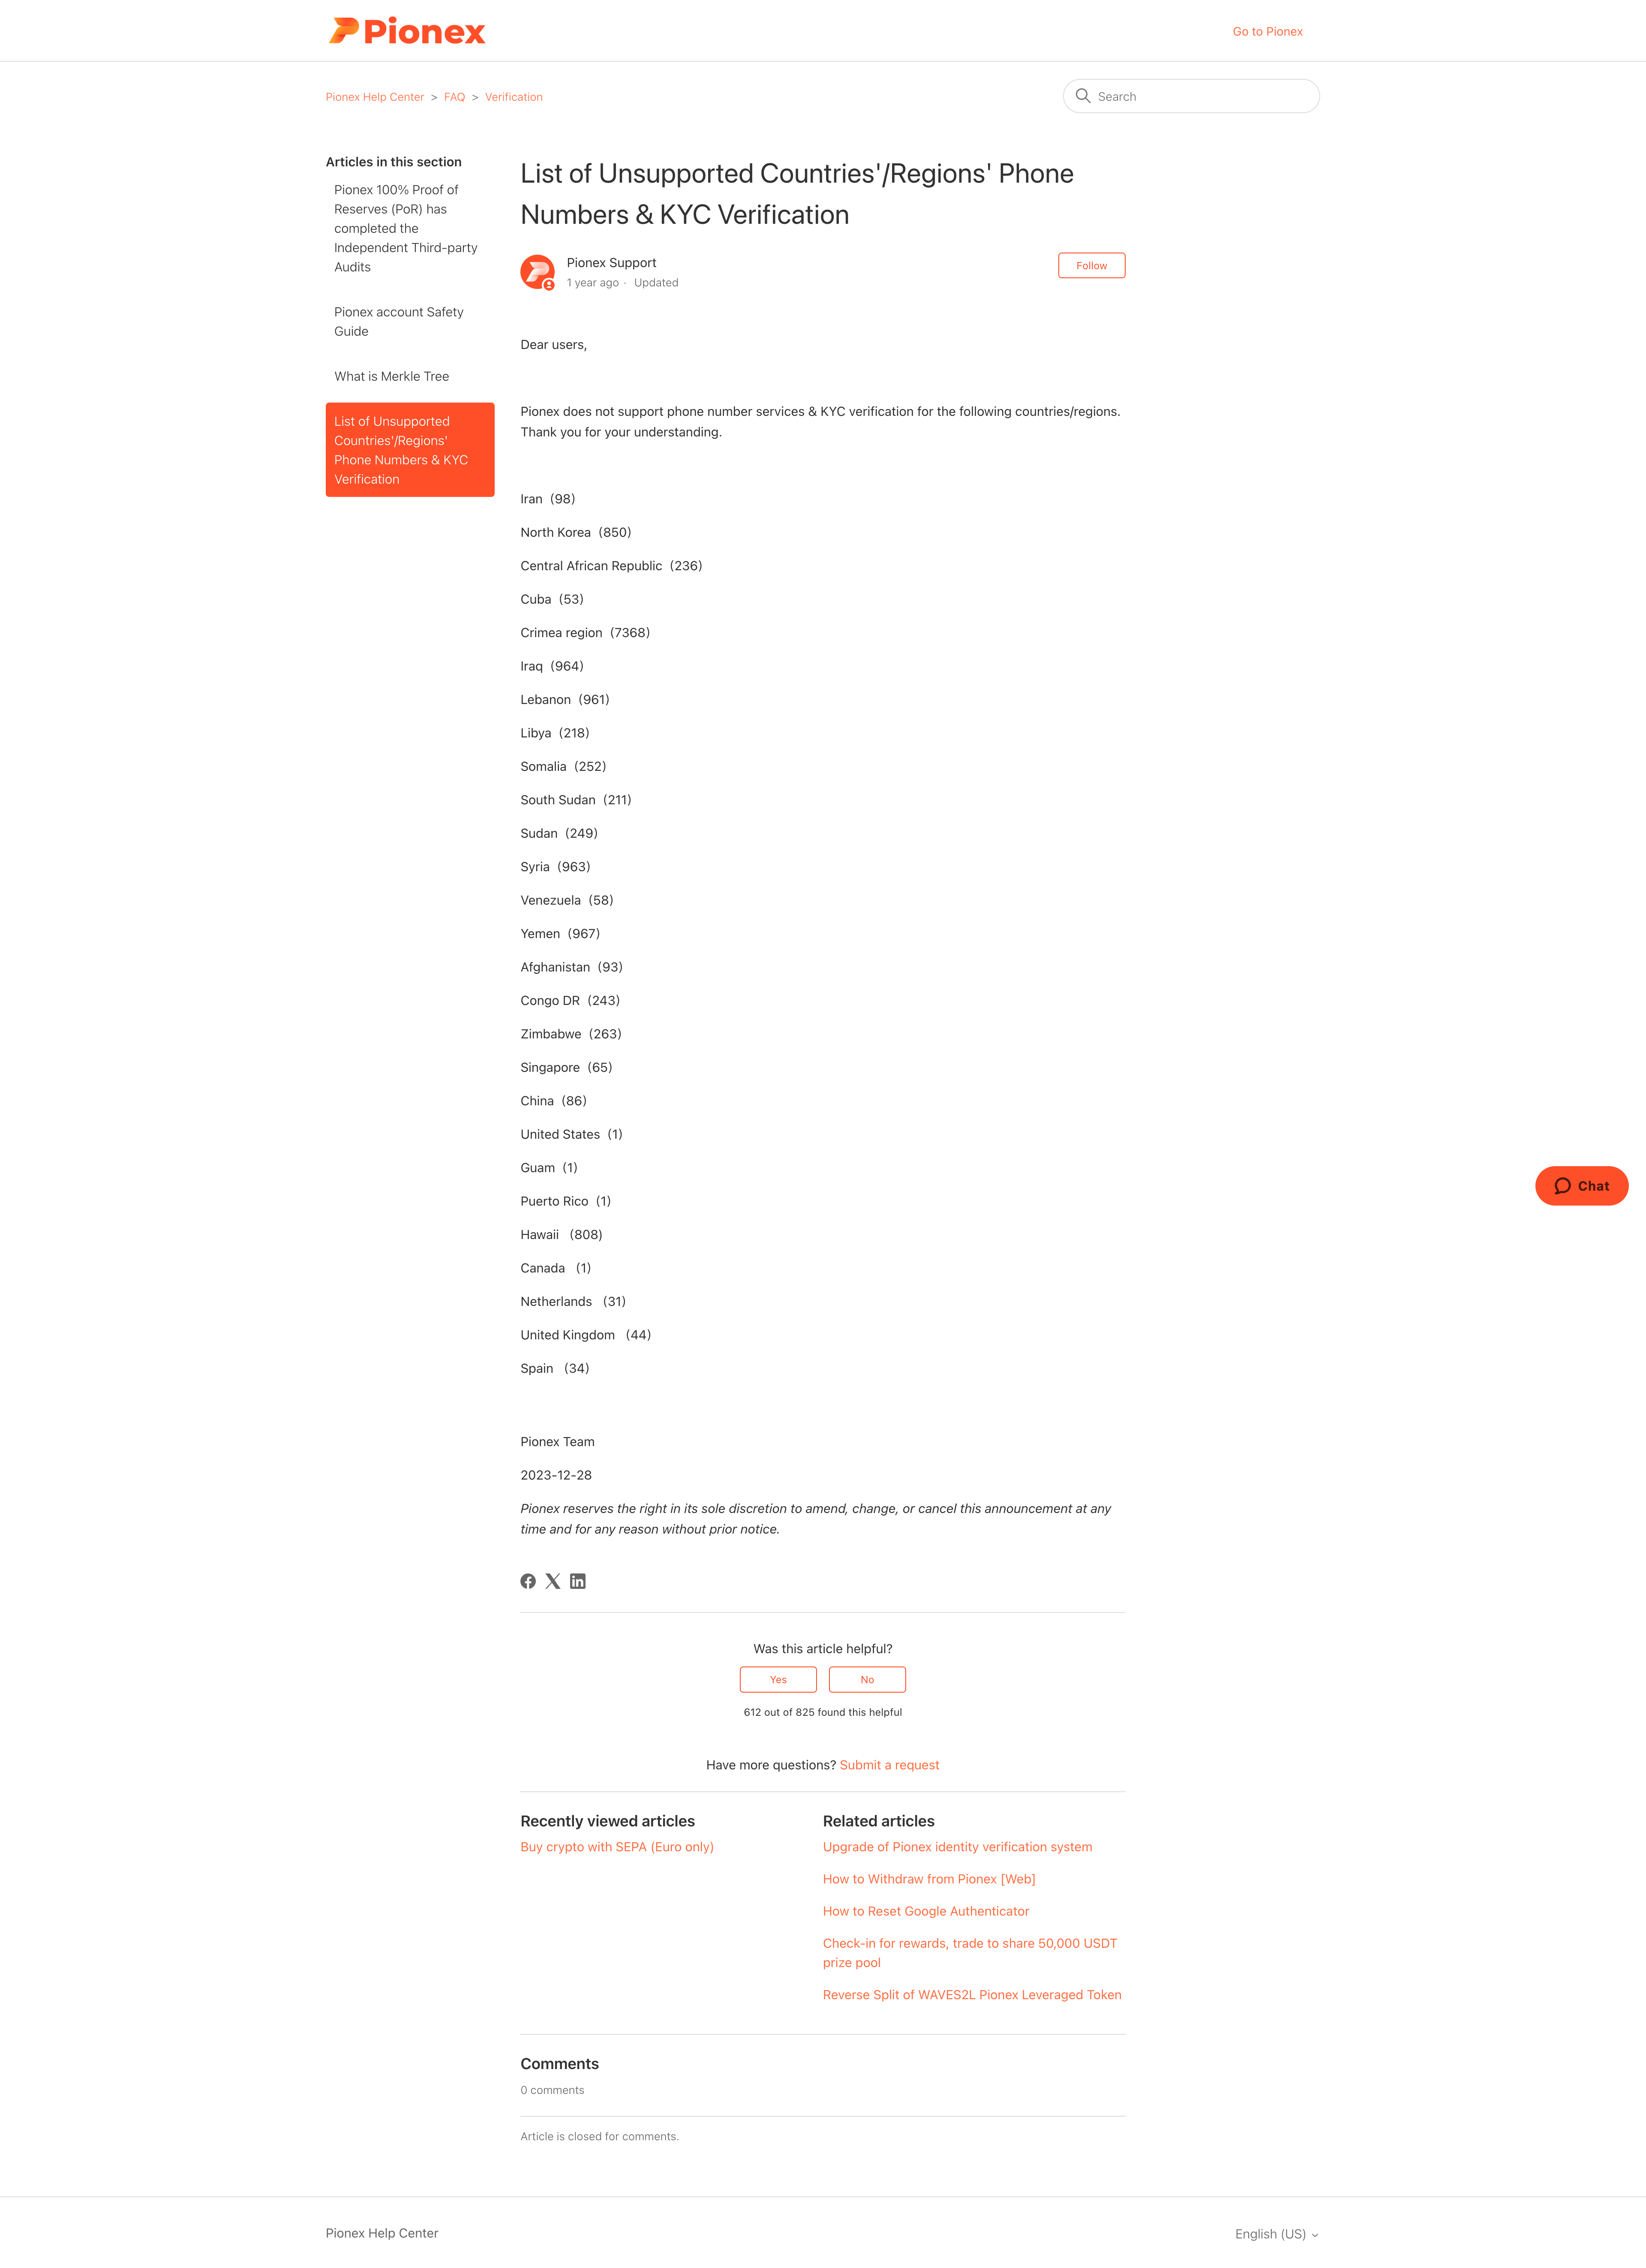 Pionex
Go to Pionex
Pionex Help Center > FAQ > Verification
Search
Articles in this section
Pionex 100% Proof of
Reserves (PoR) has
completed the
Independent Third-party
Audits
Pionex account Safety
Guide
What is Merkle Tree
List of Unsupported
Countries'/Regions'
Phone Numbers & KYC
Verification
List of Unsupported Countries'/Regions' Phone
Numbers & KYC Verification
Pionex Support
1 year ago · Updated
Follow
Dear users,
Pionex does not support phone number services & KYC verification for the following countries/regions.
Thank you for your understanding.
Iran (98)
North Korea (850)
Central African Republic (236)
Cuba (53)
Crimea region (7368)
Iraq (964)
Lebanon (961)
Libya (218)
Somalia (252)
South Sudan (211)
Sudan (249)
Syria (963)
Venezuela (58)
Yemen (967)
Afghanistan (93)
Congo DR (243)
Zimbabwe (263)
Singapore (65)
China (86)
United States (1)
Guam (1)
Puerto Rico (1)
Hawaii (808)
Canada (1)
Netherlands (31)
United Kingdom (44)
Spain (34)
Chat
Pionex Team
2023-12-28
Pionex reserves the right in its sole discretion to amend, change, or cancel this announcement at any
time and for any reason without prior notice.
Was this article helpful?
Yes
No
612 out of 825 found this helpful
Have more questions? Submit a request
Recently viewed articles
Buy crypto with SEPA (Euro only)
Related articles
Upgrade of Pionex identity verification system
How to Withdraw from Pionex [Web]
How to Reset Google Authenticator
Check-in for rewards, trade to share 50,000 USDT
prize pool
Reverse Split of WAVES2L Pionex Leveraged Token
Comments
0 comments
Article is closed for comments.
Pionex Help Center
English (US)